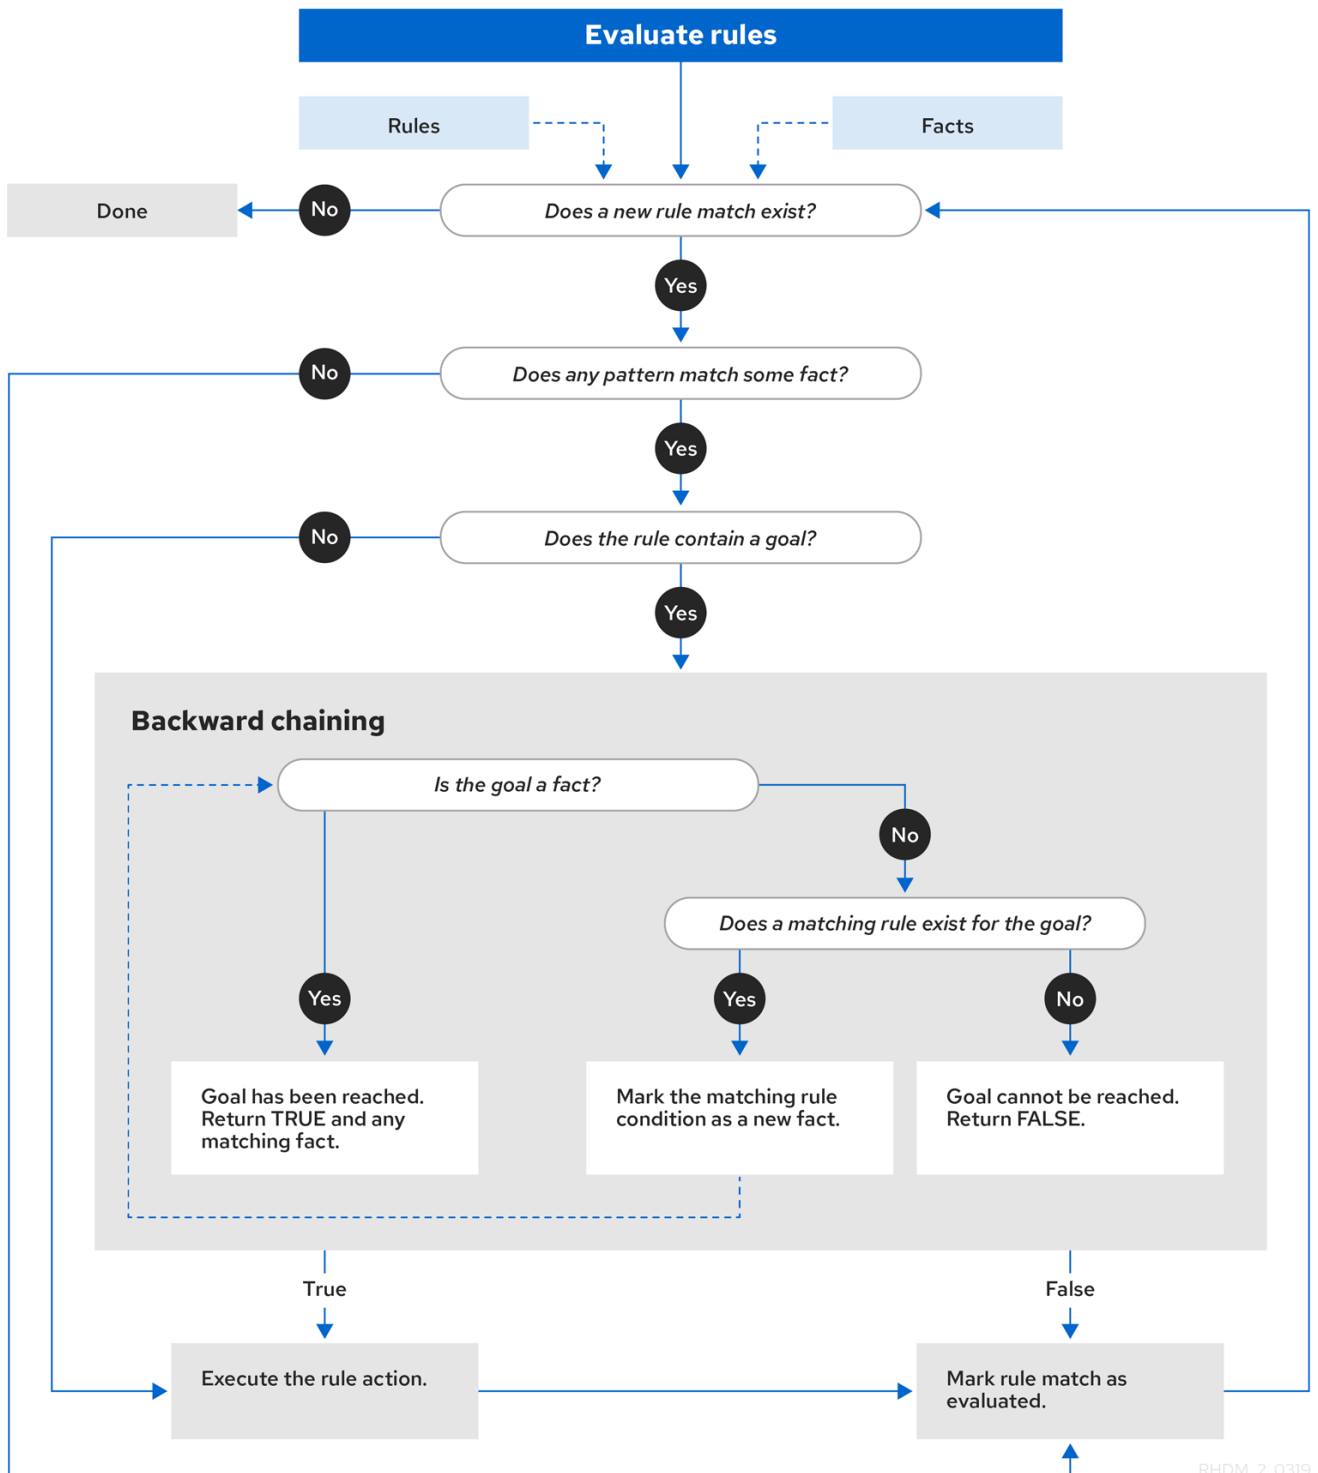 Evaluate rules
Rules
Facts
Done
No
Does a new rule match exist?
Yes
No
Does any pattern match some fact?
Yes
No
Does the rule contain a goal?
Yes
Backward chaining
Is the goal a fact?
No
Does a matching rule exist for the goal?
Yes
Yes
No
Goal has been reached.
Return TRUE and any
matching fact.
Mark the matching rule
condition as a new fact.
Goal cannot be reached.
Return FALSE.
True
False
Execute the rule action.
Mark rule match as
evaluated.
RHDM_2_0319